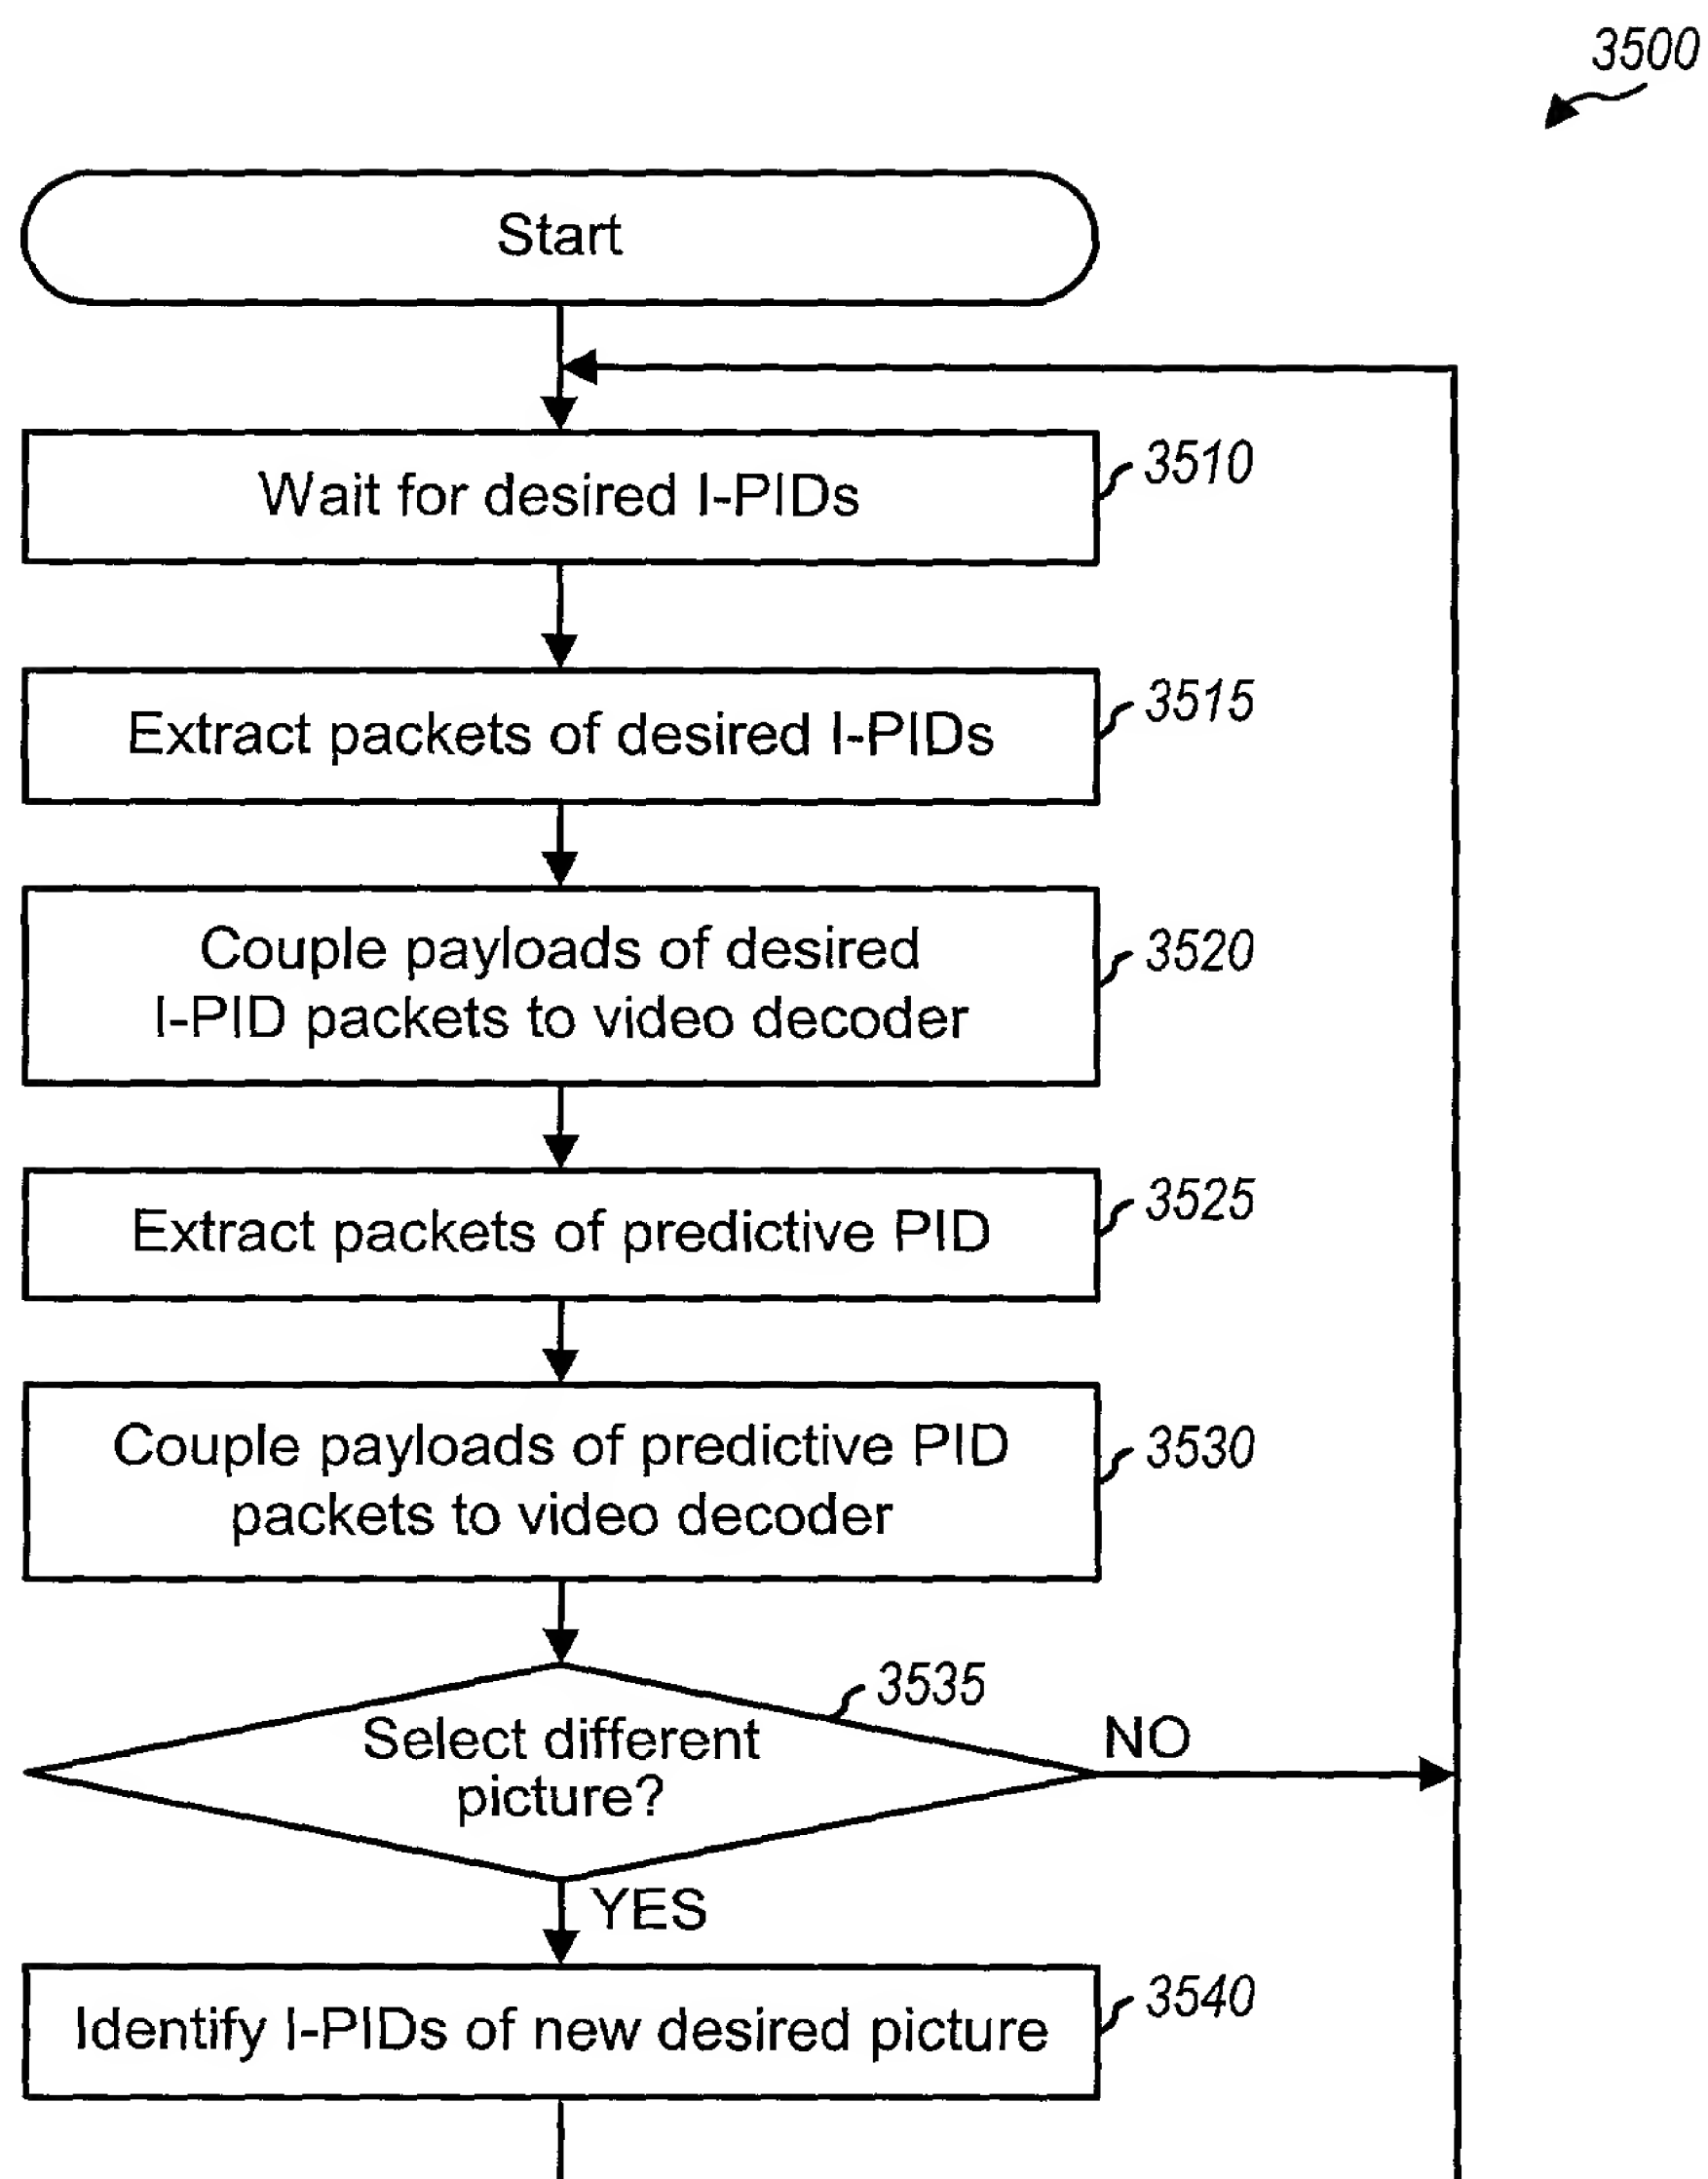 3500
Start
Wait for desired I-PIDs
3510
Extract packets of desired I-PIDs
3515
Couple payloads of desired
I-PID packets to video decoder
3520
Extract packets of predictive PID
3525
Couple payloads of predictive PID
packets to video decoder
3530
3535
Select different
picture?
NO
YES
Identify I-PIDs of new desired picture
3540